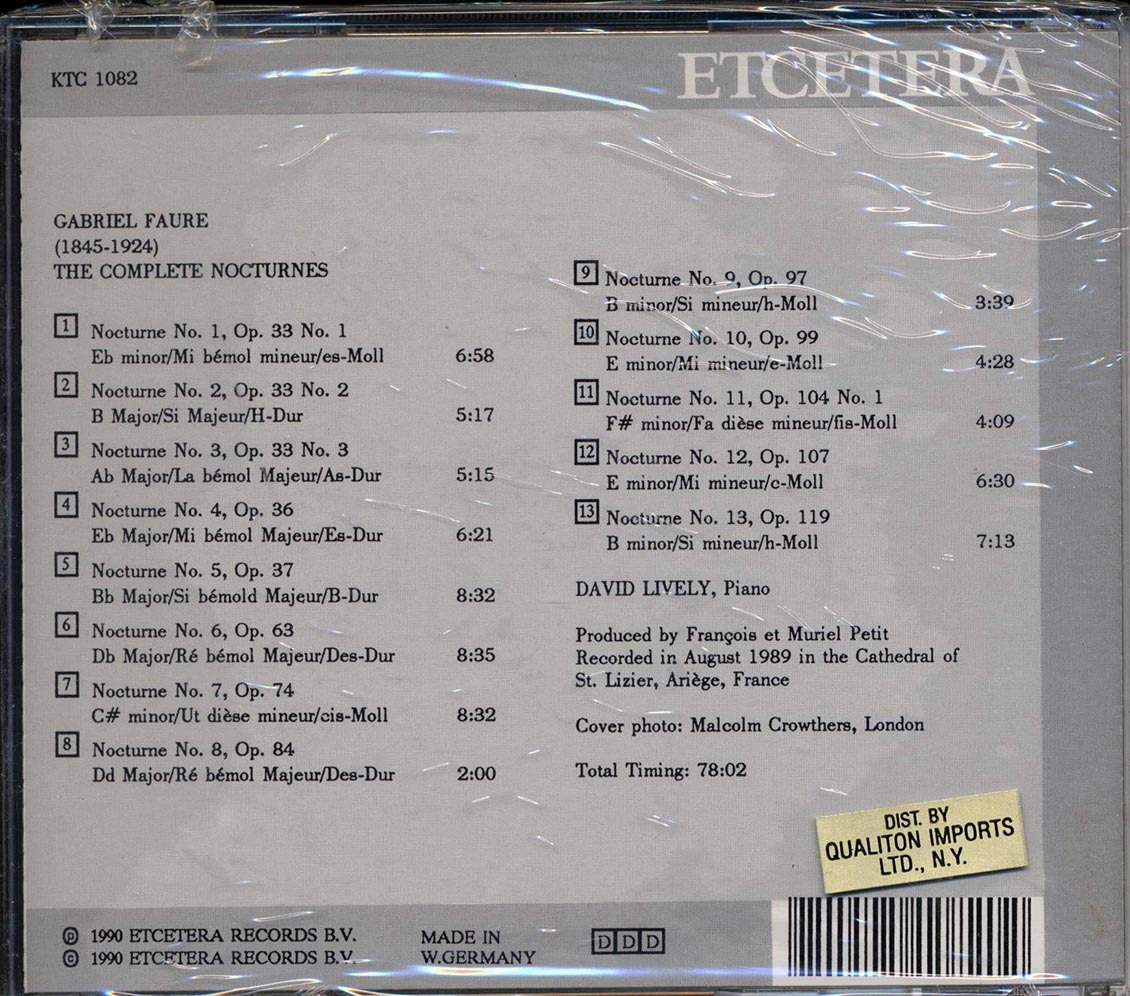 KTC 1082
ETCETERA
GABRIEL FAURE
(1845-1924)
THE COMPLETE NOCTURNES
1 Nocturne No. 1, Op. 33 No. 1
Eb minor/Mi bémol mineur/es-Moll 6:58
2 Nocturne No. 2, Op. 33 No. 2
B Major/Si Majeur/H-Dur 5:17
3 Nocturne No. 3, Op. 33 No. 3
Ab Major/La bémol Majeur/As-Dur 5:15
4 Nocturne No. 4, Op. 36
Eb Major/Mi bémol Majeur/Es-Dur 6:21
5 Nocturne No. 5, Op. 37
Bb Major/Si bémold Majeur/B-Dur 8:32
6 Nocturne No. 6, Op. 63
Db Major/Ré bémol Majeur/Des-Dur 8:35
7 Nocturne No. 7, Op. 74
C# minor/Ut dièse mineur/cis-Moll 8:32
8 Nocturne No. 8, Op. 84
Dd Major/Ré bémol Majeur/Des-Dur 2:00
9 Nocturne No. 9, Op. 97
B minor/Si mineur/h-Moll 3:39
10 Nocturne No. 10, Op. 99
E minor/Mi mineur/e-Moll 4:28
11 Nocturne No. 11, Op. 104 No. 1
F# minor/Fa dièse mineur/fis-Moll 4:09
12 Nocturne No. 12, Op. 107
E minor/Mi mineur/c-Moll 6:30
13 Nocturne No. 13, Op. 119
B minor/Si mineur/h-Moll 7:13
DAVID LIVELY, Piano
Produced by François et Muriel Petit
Recorded in August 1989 in the Cathedral of
St. Lizier, Ariège, France
Cover photo: Malcolm Crowthers, London
Total Timing: 78:02
DIST. BY
QUALITON IMPORTS
LTD., N.Y.
℗ 1990 ETCETERA RECORDS B.V.
© 1990 ETCETERA RECORDS B.V.
MADE IN
W.GERMANY
DDD